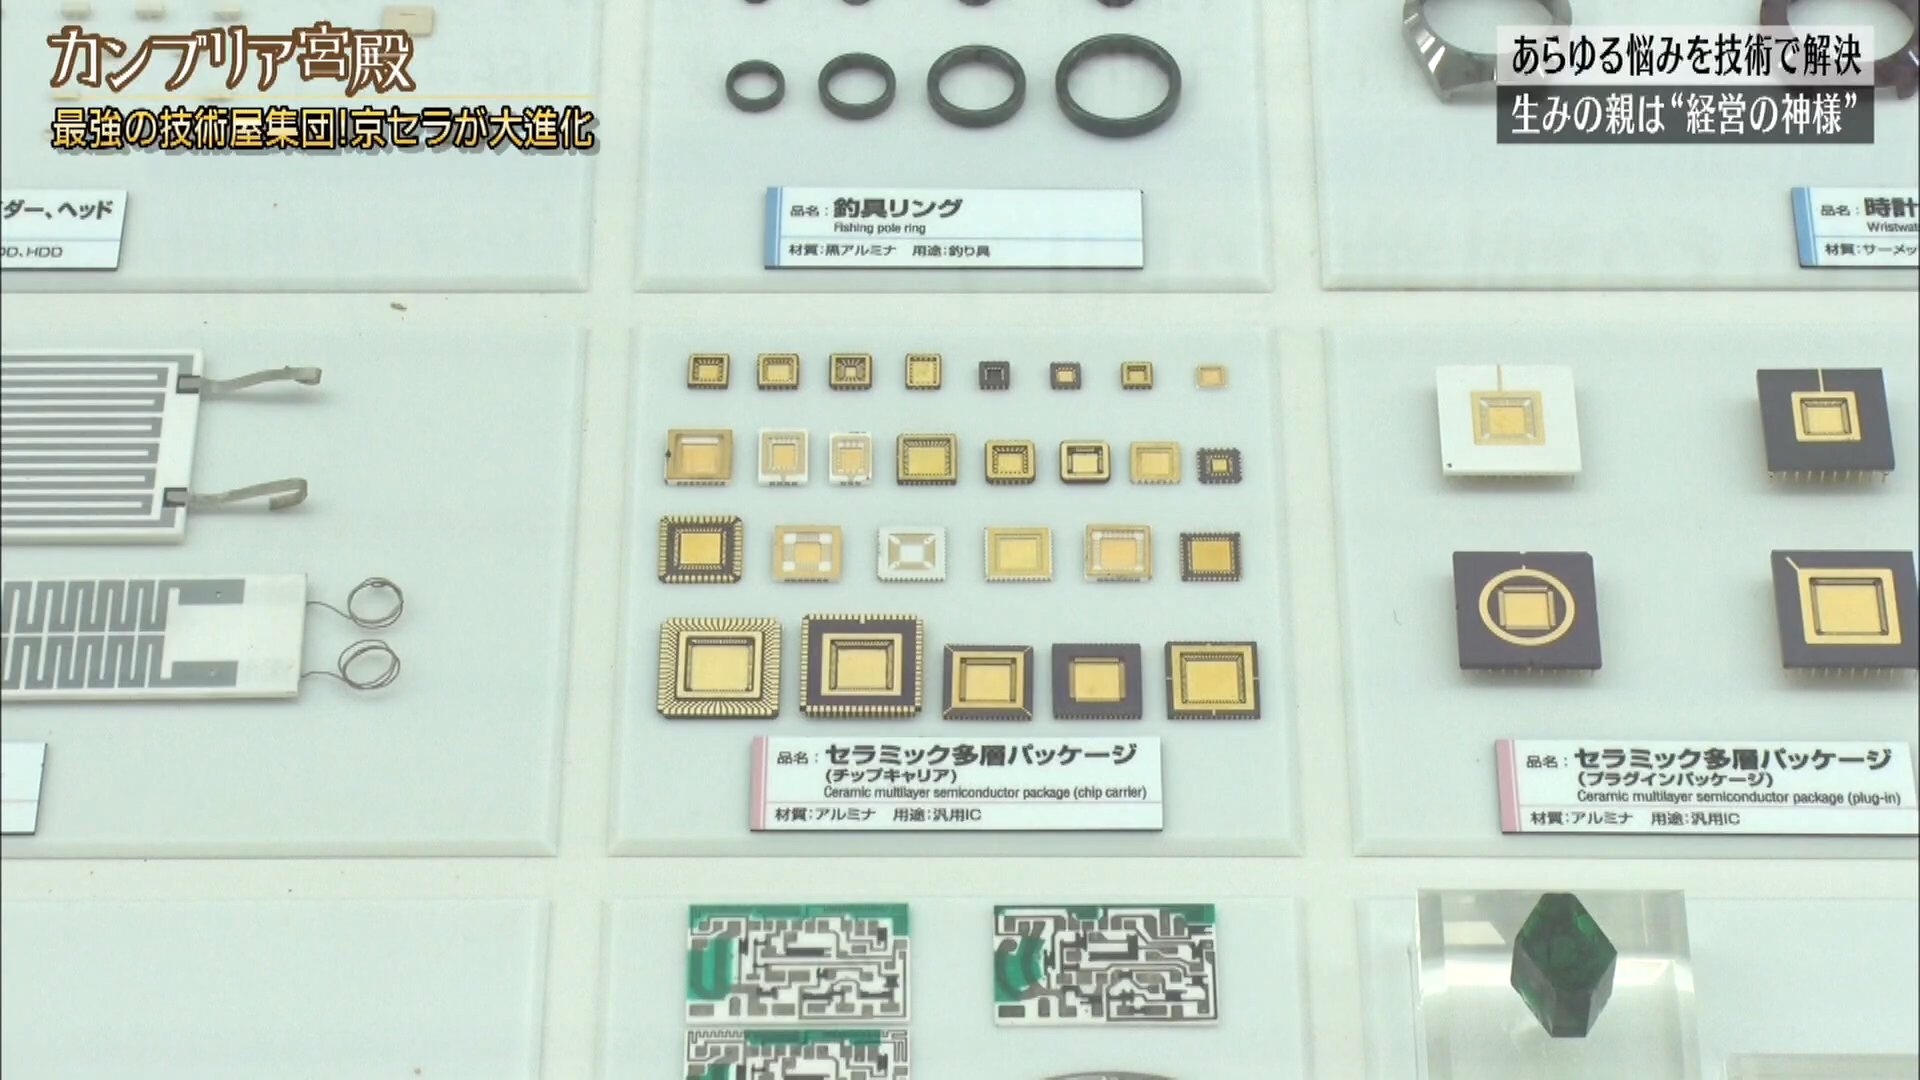 カンブリア宮殿
最強の技術屋集団!京セラが大進化
あらゆる悩みを技術で解決
生みの親は“経営の神様”
ダー、ヘッド
HDD
品名:釣具リング
Fishing pole ring
材質:黒アルミナ 用途:釣り具
品名:時計
材質:サーメッ
品名:セラミック多層パッケージ
(チップキャリア)
Ceramic multilayer semiconductor package (chip carrier)
材質:アルミナ 用途:汎用IC
品名:セラミック多層パッケージ
(プラグインパッケージ)
Ceramic multilayer semiconductor package (plug-in)
材質:アルミナ 用途:汎用IC